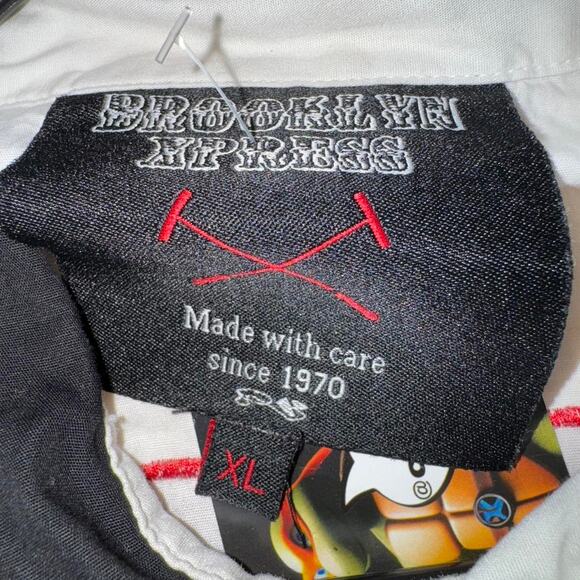 BROOKLYN
XPRESS
Made with care
since 1970
XL
®